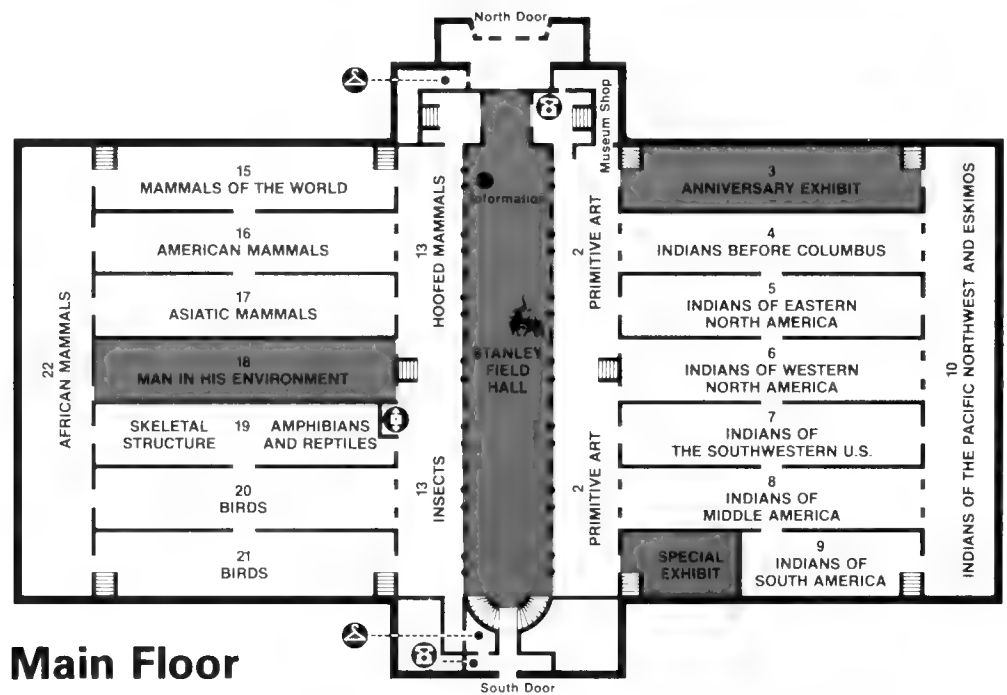 North Door
Museum Shop
15
MAMMALS OF THE WORLD
16
AMERICAN MAMMALS
17
ASIATIC MAMMALS
18
MAN IN HIS ENVIRONMENT
SKELETAL
STRUCTURE
19
AMPHIBIANS
AND REPTILES
20
BIRDS
21
BIRDS
22
AFRICAN MAMMALS
13
HOOFED MAMMALS
13
INSECTS
Information
STANLEY
FIELD
HALL
2
PRIMITIVE ART
2
PRIMITIVE ART
3
ANNIVERSARY EXHIBIT
4
INDIANS BEFORE COLUMBUS
5
INDIANS OF EASTERN
NORTH AMERICA
6
INDIANS OF WESTERN
NORTH AMERICA
7
INDIANS OF
THE SOUTHWESTERN U.S.
8
INDIANS OF
MIDDLE AMERICA
SPECIAL
EXHIBIT
9
INDIANS OF
SOUTH AMERICA
10
INDIANS OF THE PACIFIC NORTHWEST AND ESKIMOS
Main Floor
South Door